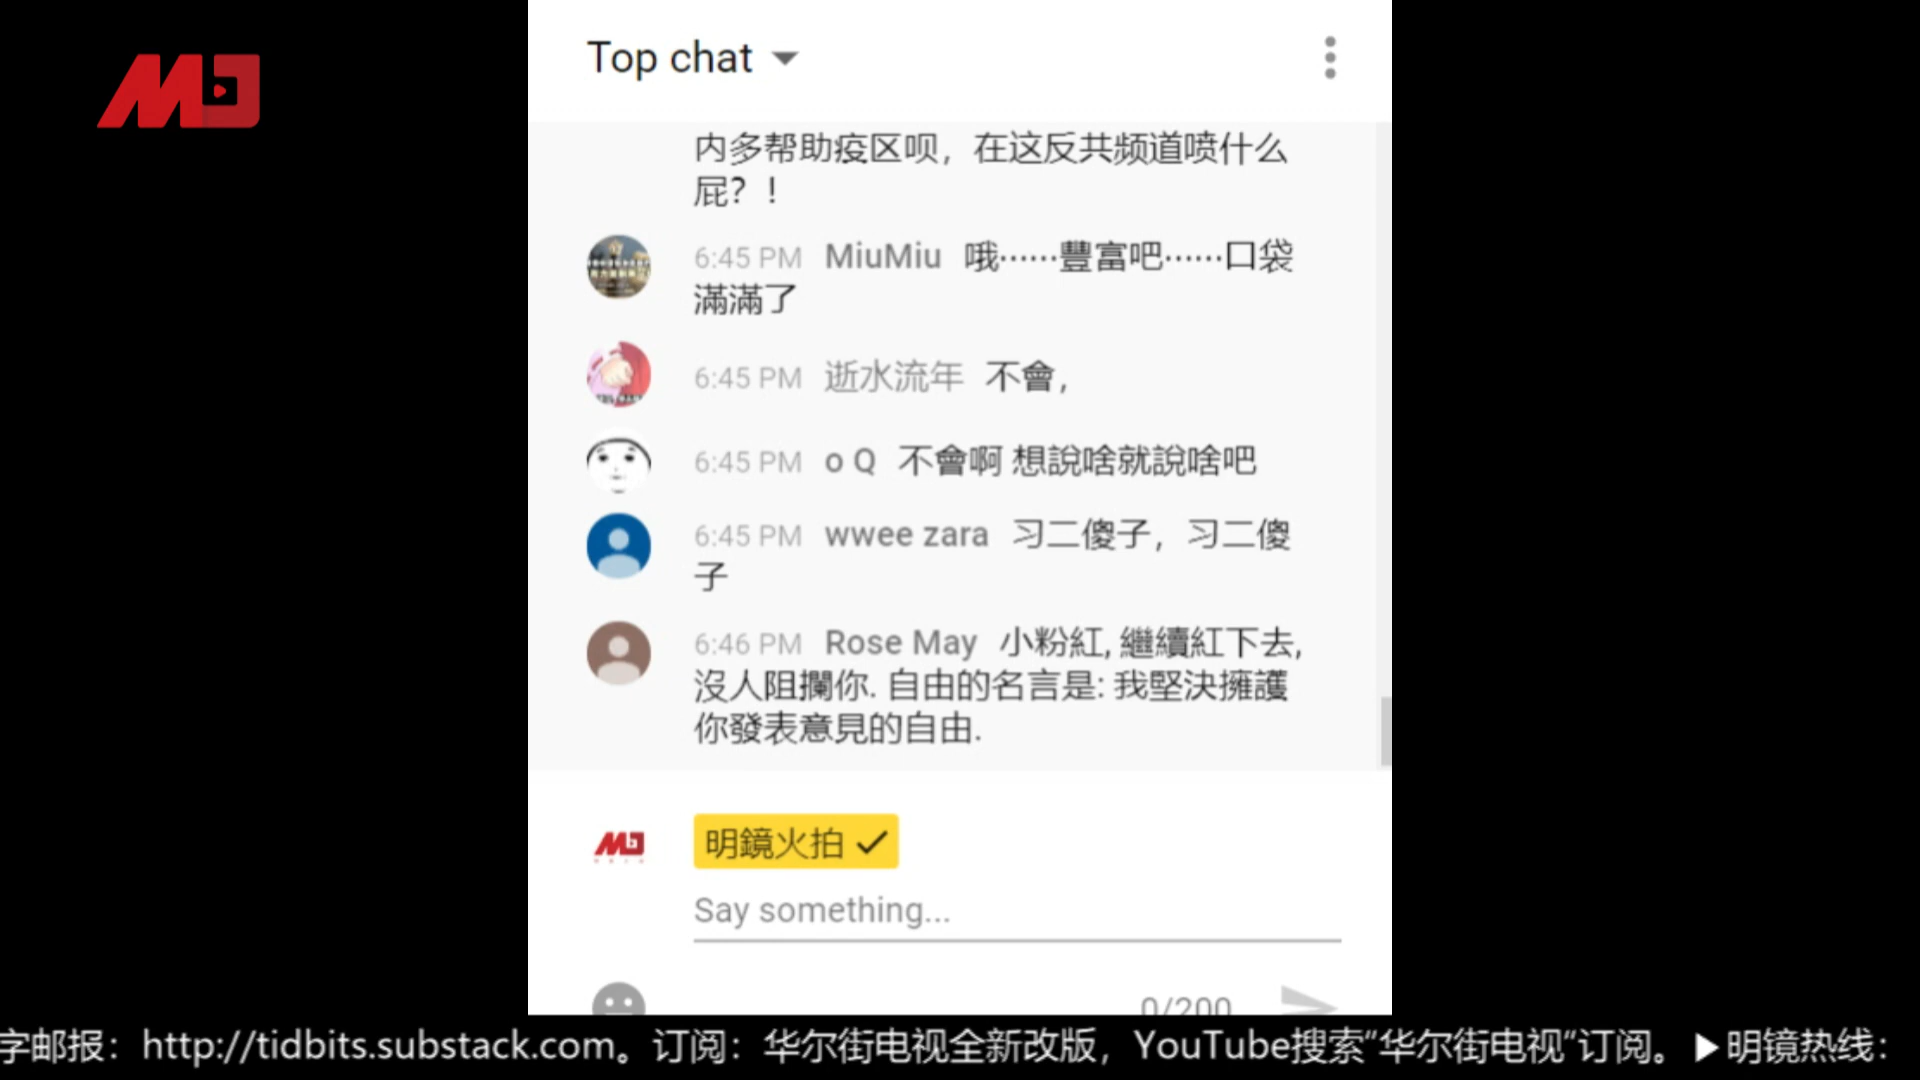 Top chat
内多帮助疫区呗，在这反共频道喷什么
屁？！
6:45 PM MiuMiu 哦……豐富吧……口袋
滿滿了
6:45 PM 逝水流年 不會，
6:45 PM o Q 不會啊 想說啥就說啥吧
6:45 PM wwee zara 习二傻子，习二傻
子
6:46 PM Rose May 小粉紅, 繼續紅下去,
沒人阻攔你. 自由的名言是: 我堅決擁護
你發表意見的自由.
明鏡火拍
Say something...
0/200
字邮报：http://tidbits.substack.com。订阅：华尔街电视全新改版，YouTube搜索“华尔街电视”订阅。▶明镜热线：